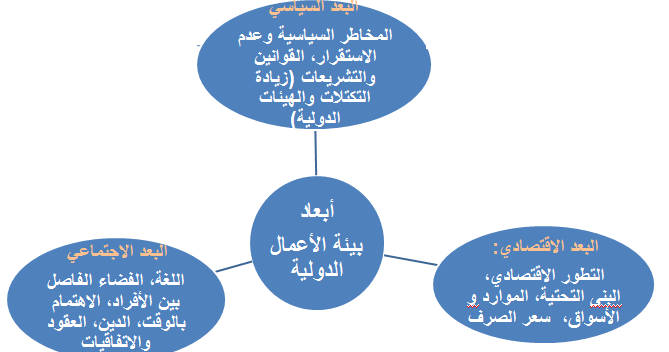 البعد السياسي
المخاطر السياسية وعدم
الاستقرار، القوانين
والتشريعات (زيادة
التكتلات والهيئات
الدولية)
أبعاد
بيئة الأعمال
الدولية
البعد الاقتصادي:
التطور الاقتصادي،
البنى التحتية، الموارد و
الأسواق، سعر الصرف
البعد الاجتماعي
اللغة، الفضاء الفاصل
بين الأفراد، الاهتمام
بالوقت، الدين، العقود
والاتفاقيات